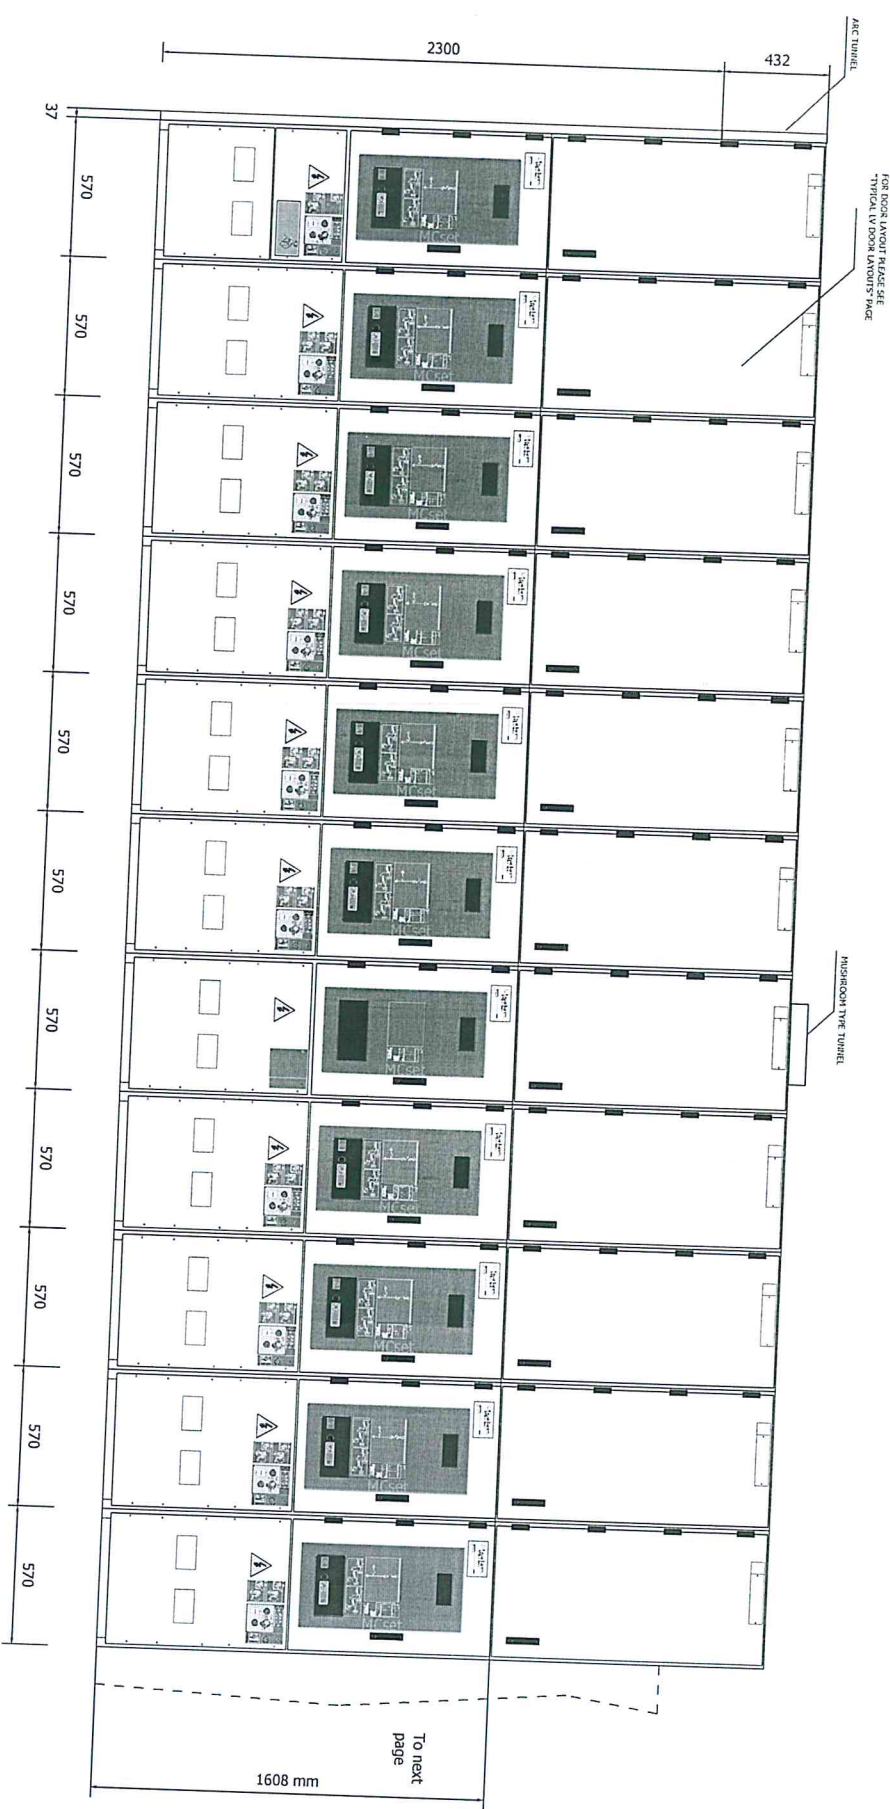 ARC TUNNEL
FOR DOOR LAYOUT PLEASE SEE
"TYPICAL LV DOOR LAYOUTS" PAGE
MUSHROOM TYPE TUNNEL
432
2300
37
570
570
570
570
570
570
570
570
570
570
570
MCset
MCset
MCset
MCset
MCset
MCset
MCset
MCset
MCset
MCset
MCset
To next
page
1608 mm